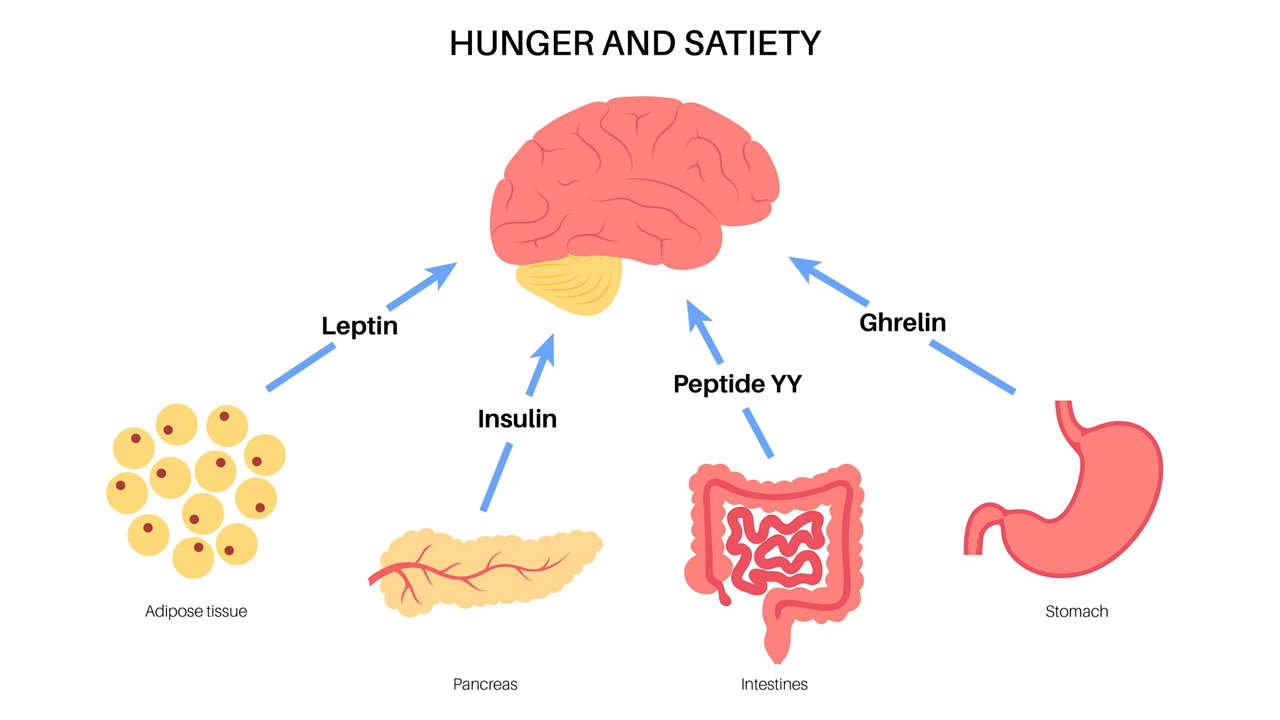 HUNGER AND SATIETY
Leptin
Insulin
Peptide YY
Ghrelin
Adipose tissue
Pancreas
Intestines
Stomach